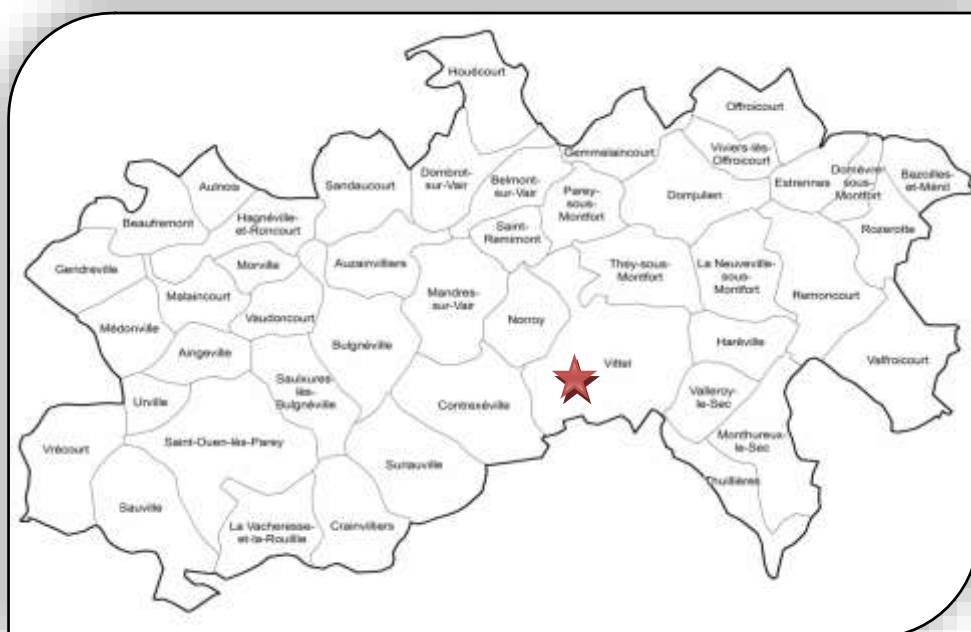 Houécourt
Offroicourt
Gemmelaincourt
Viviers-lès-
Offroicourt
Aulnois
Sandaucourt
Dombrot-
sur-Vair
Belmont-
sur-Vair
Parey-
sous-
Montfort
Domjulien
Estrennes
Domèvre-
sous-
Montfort
Bazoilles-
et-Ménil
Beaufremont
Hagnéville-
et-Roncourt
Saint-
Remimont
Rozerotte
Gendreville
Morville
Auzainvilliers
They-sous-
Montfort
La Neuveville-
sous-
Montfort
Malaincourt
Mandres-
sur-Vair
Remoncourt
Médonville
Vaudoncourt
Norroy
Aingeville
Bulgnéville
Haréville
Valfroicourt
Saulxures-
lès-
Bulgnéville
Vittel
Urville
Contrexéville
Valleroy-
le-Sec
Vrécourt
Saint-Ouen-lès-Parey
Monthureux-
le-Sec
Suriauville
Thuillières
Sauville
La Vacheresse-
et-la-Rouillie
Crainvilliers